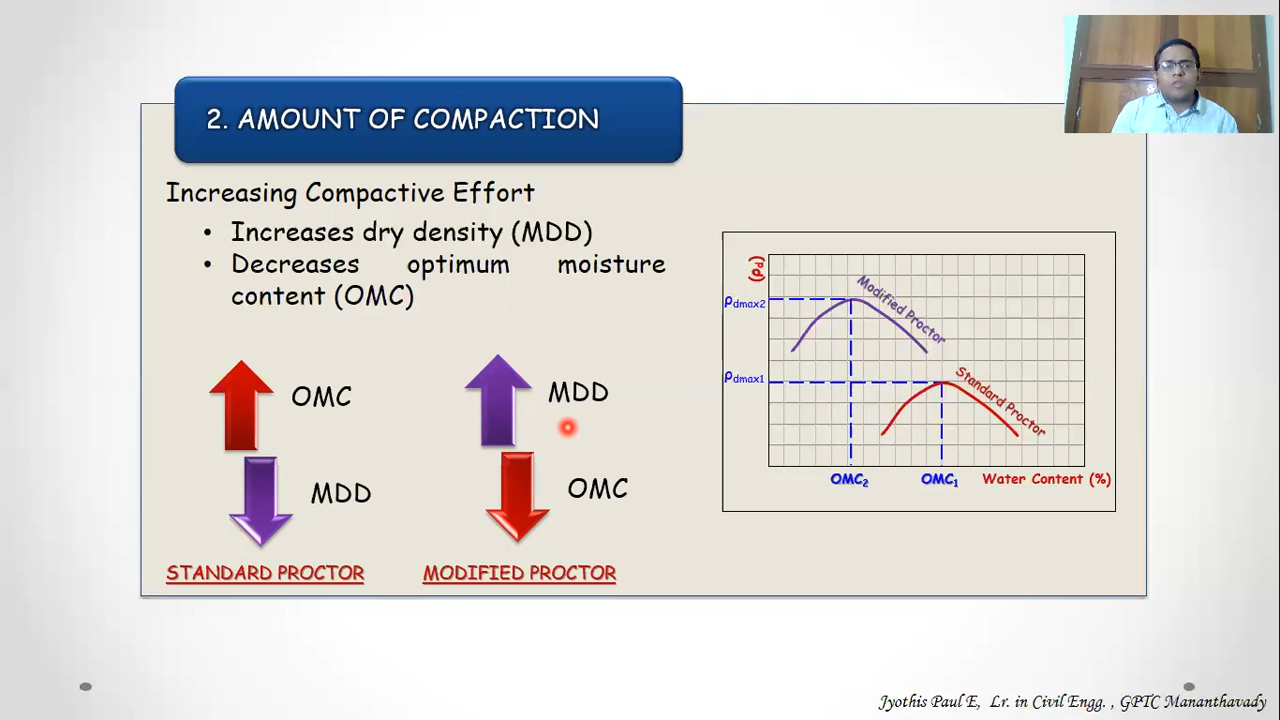 2. AMOUNT OF COMPACTION
Increasing Compactive Effort
• Increases dry density (MDD)
• Decreases optimum moisture
content (OMC)
OMC
MDD
STANDARD PROCTOR
MDD
OMC
MODIFIED PROCTOR
(ρd)
ρdmax2
ρdmax1
Modified Proctor
Standard Proctor
OMC2
OMC1
Water Content (%)
Jyothis Paul E, Lr. in Civil Engg. , GPTC Mananthavady